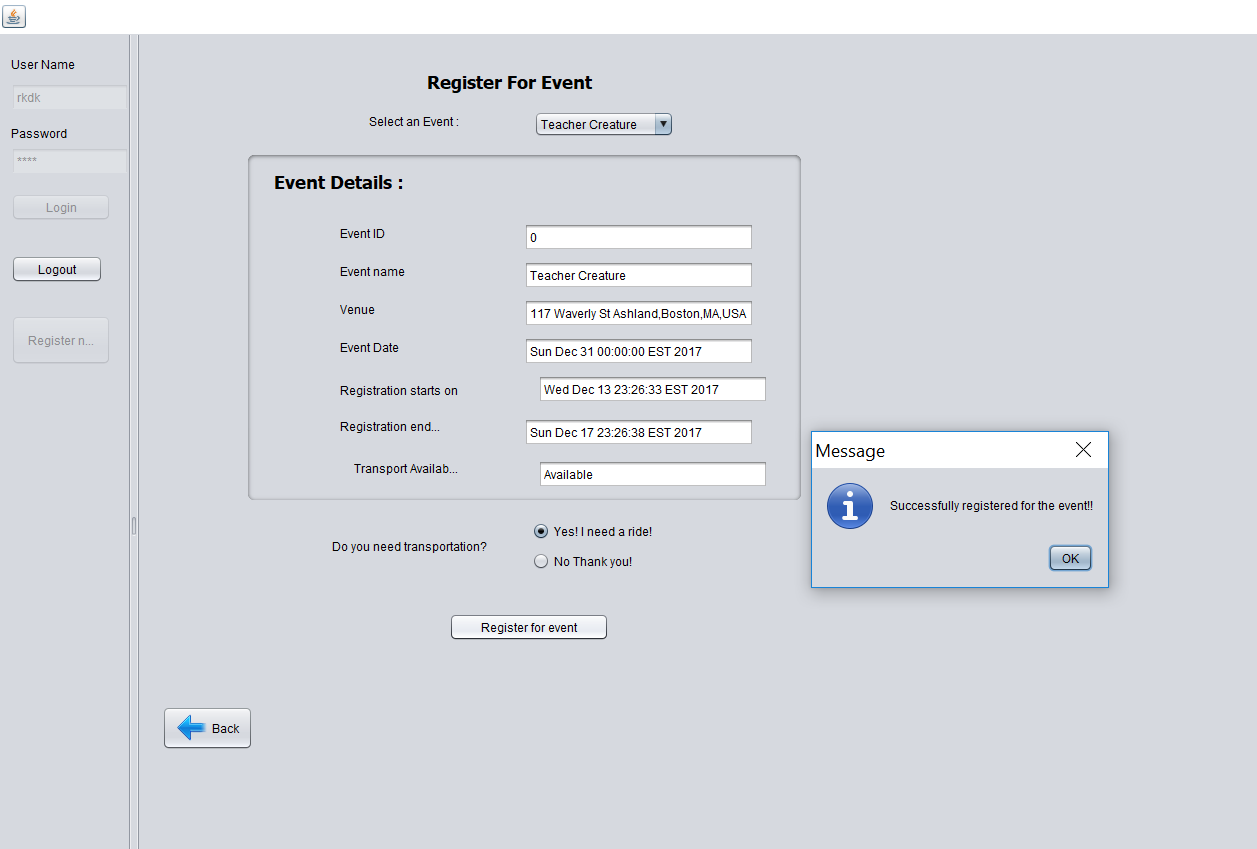 User Name
rkdk
Password
****
Login
Logout
Register n...
Register For Event
Select an Event :
Teacher Creature
Event Details :
Event ID
0
Event name
Teacher Creature
Venue
117 Waverly St Ashland,Boston,MA,USA
Event Date
Sun Dec 31 00:00:00 EST 2017
Registration starts on
Wed Dec 13 23:26:33 EST 2017
Registration end...
Sun Dec 17 23:26:38 EST 2017
Transport Availab...
Available
Do you need transportation?
Yes! I need a ride!
No Thank you!
Register for event
Back
Message
Successfully registered for the event!!
OK